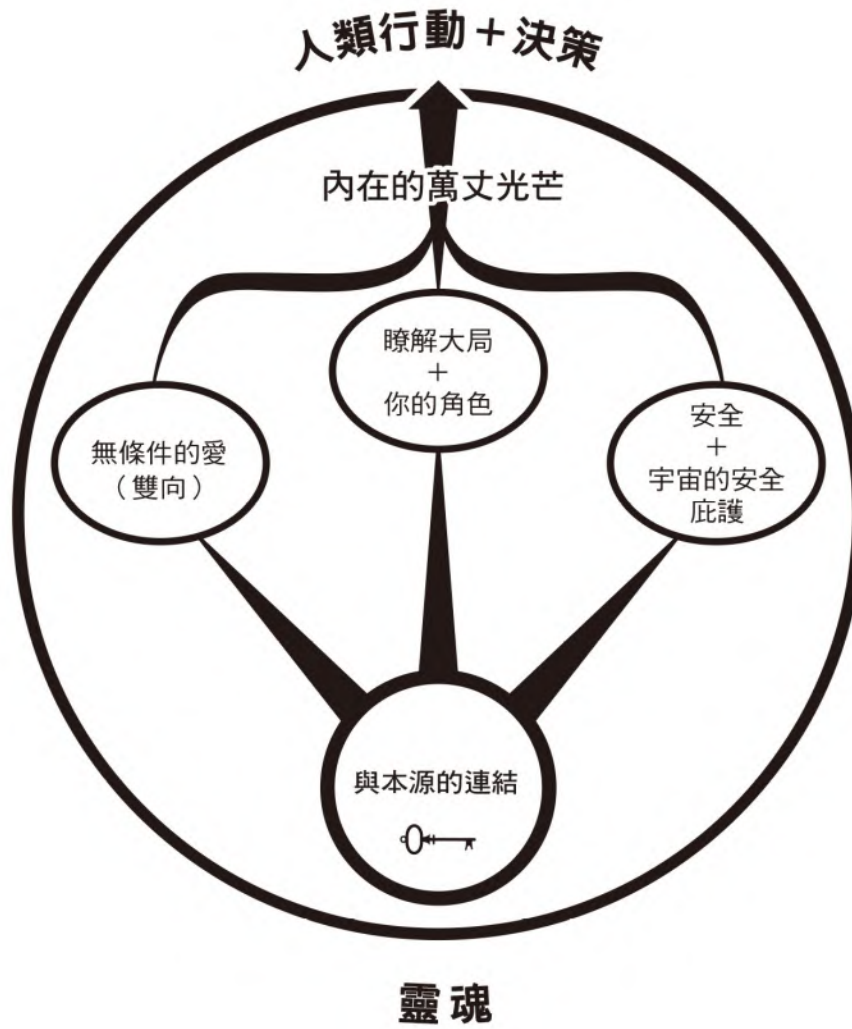 人類行動＋決策
內在的萬丈光芒
瞭解大局
＋
你的角色
無條件的愛
（雙向）
安全
＋
宇宙的安全
庇護
與本源的連結
靈魂